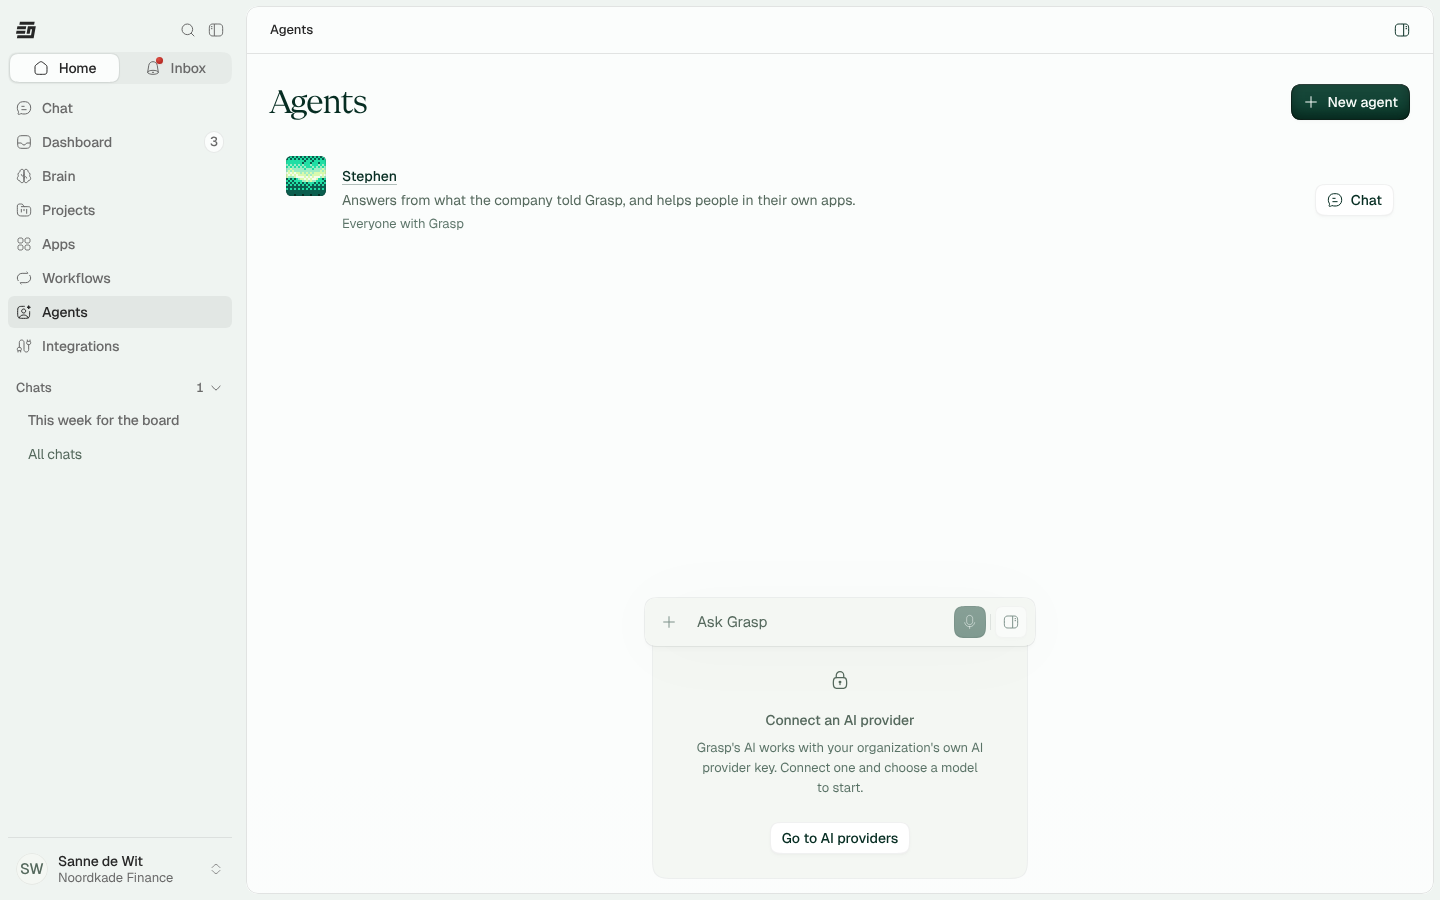 Home
Inbox
Chat
Dashboard
3
Brain
Projects
Apps
Workflows
Agents
Integrations
Chats
1
This week for the board
All chats
Sanne de Wit
SW
Noordkade Finance
Agents
Agents
New agent
Stephen
Answers from what the company told Grasp, and helps people in their own apps.
Everyone with Grasp
Chat
Ask Grasp
Connect an AI provider
Grasp's AI works with your organization's own AI
provider key. Connect one and choose a model
to start.
Go to AI providers